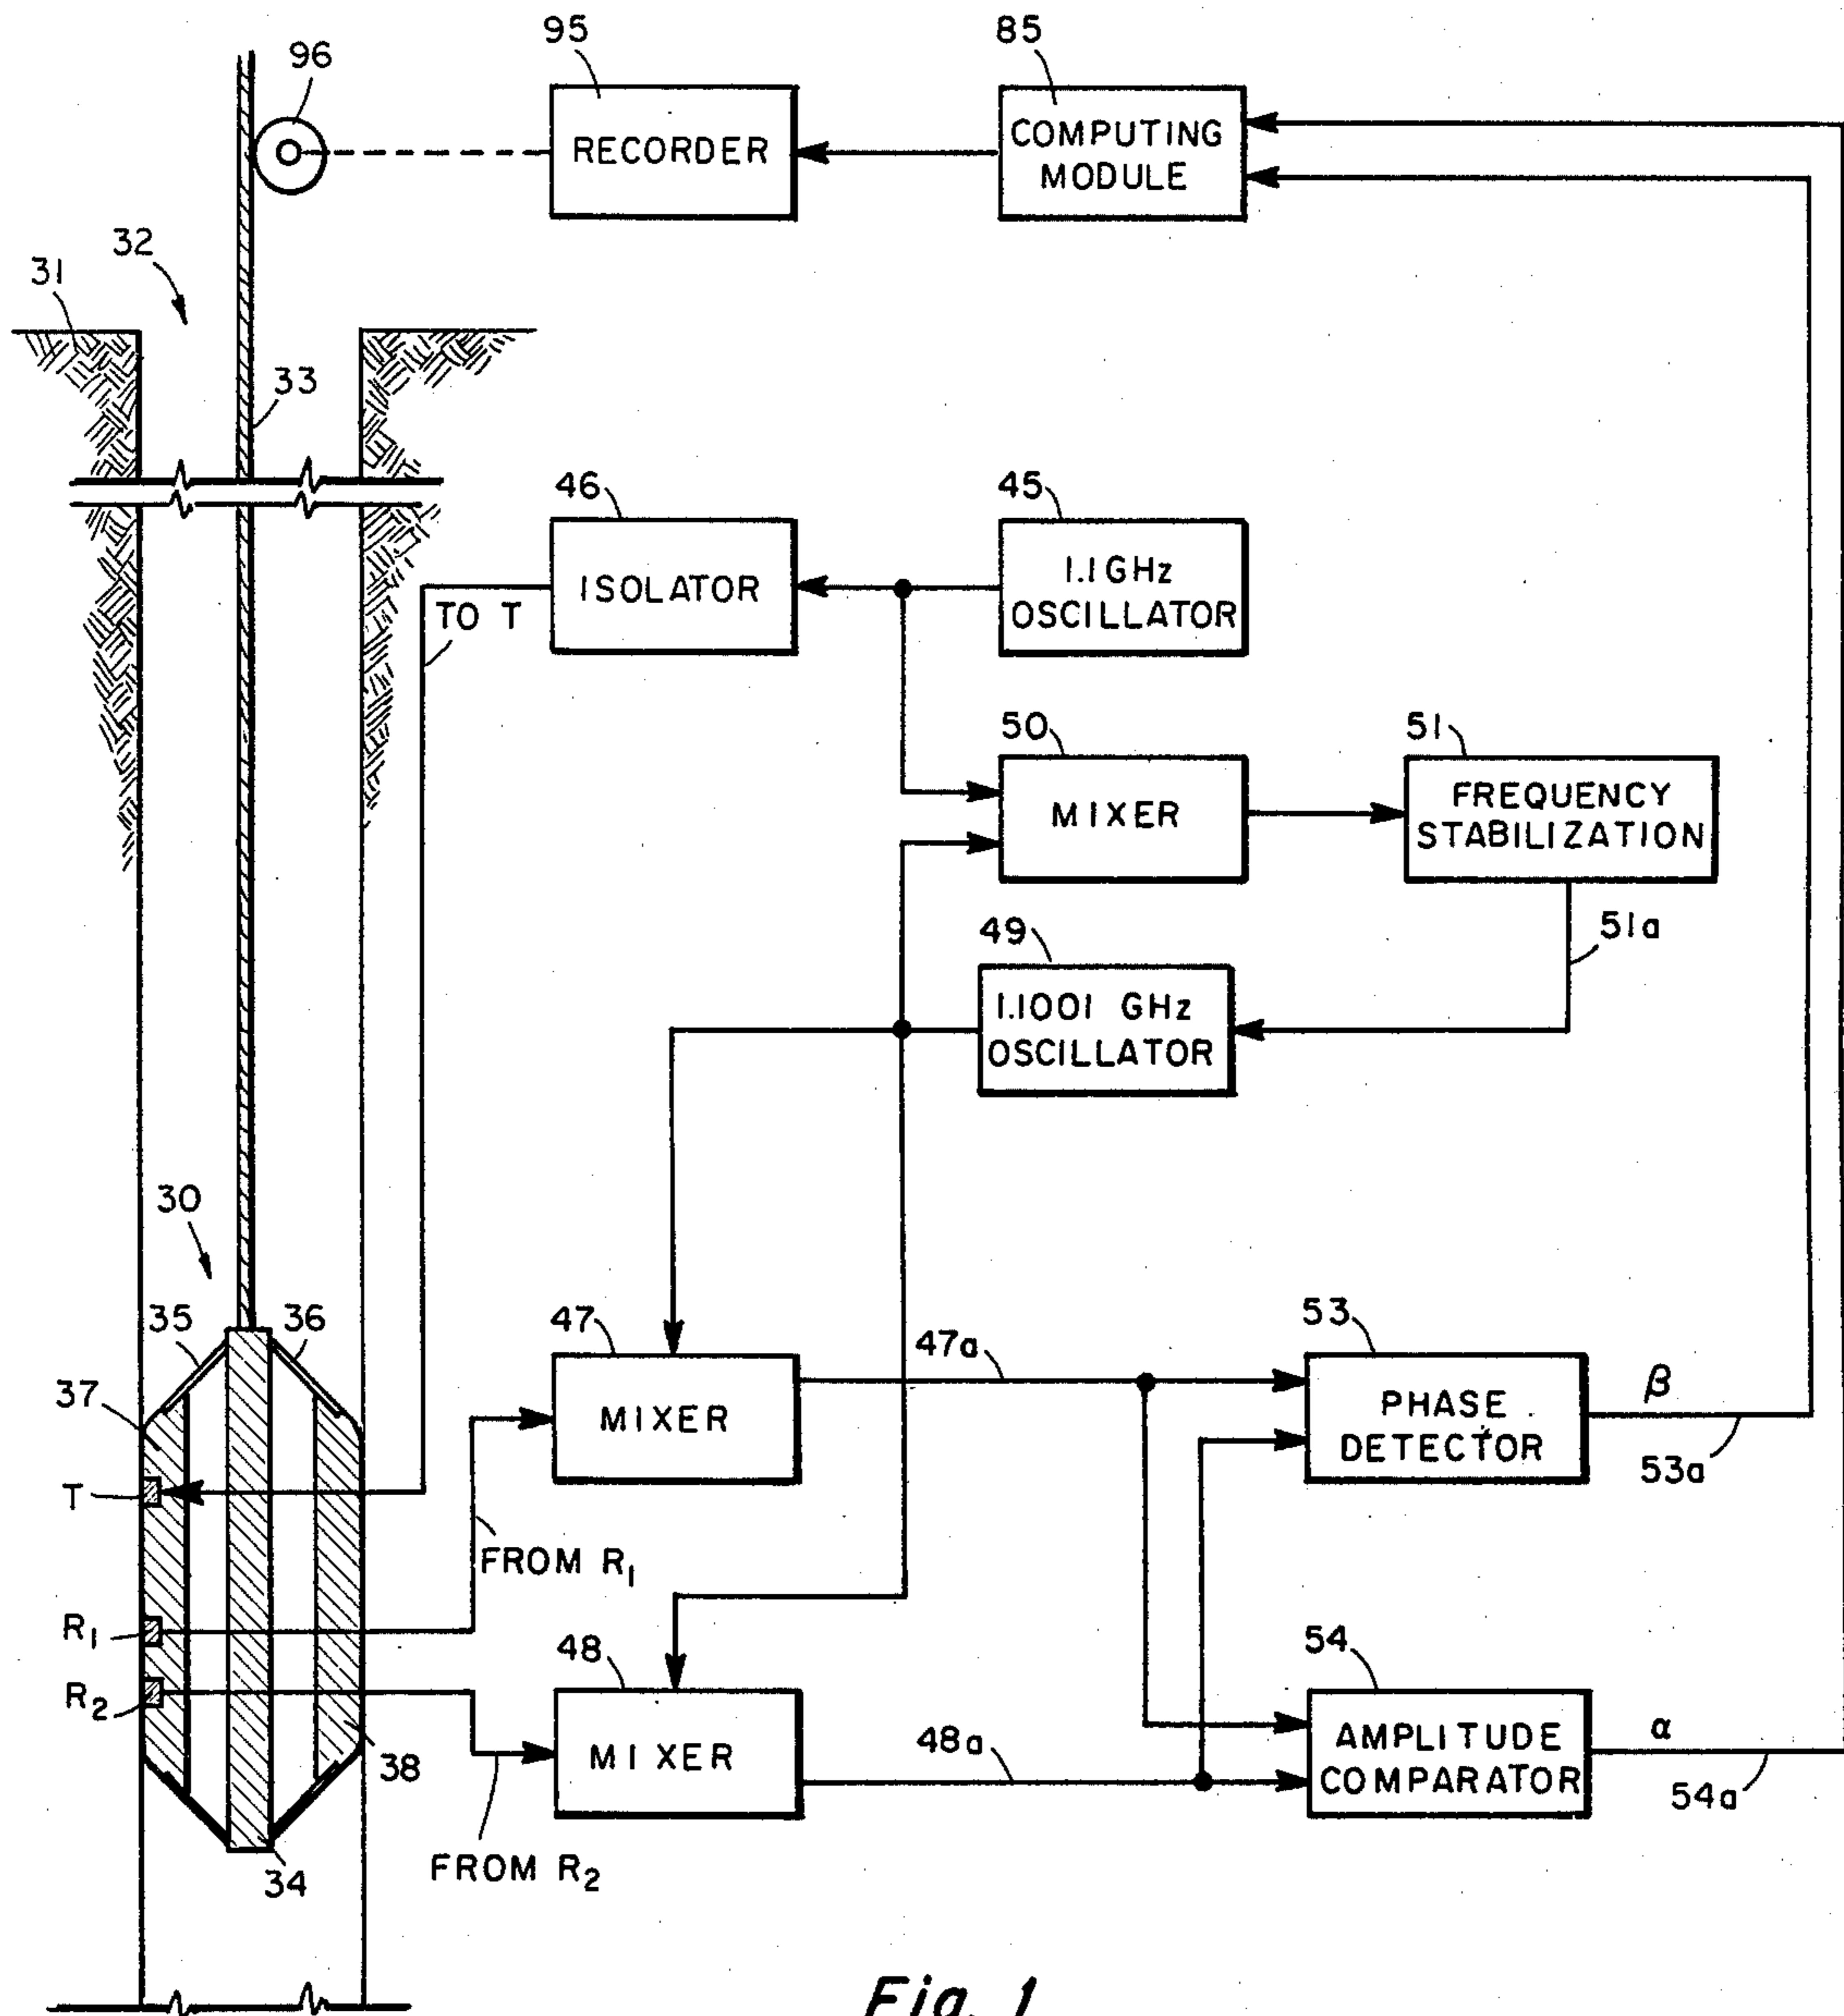 95
85
96
RECORDER
COMPUTING
MODULE
32
31
33
46
45
ISOLATOR
1.1GHz
OSCILLATOR
TO T
50
51
MIXER
FREQUENCY
STABILIZATION
51a
49
1.1001 GHz
OSCILLATOR
30
35
36
47
47a
53
37
MIXER
PHASE
DETECTOR
β
53a
T
FROM R1
R1
48
54
R2
MIXER
48a
AMPLITUDE
COMPARATOR
α
54a
38
34
FROM R2
Fig. 1